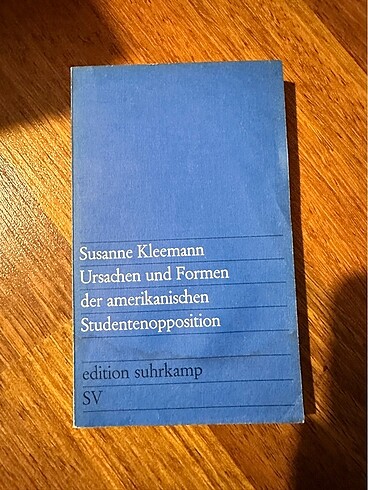 Susanne Kleemann
Ursachen und Formen
der amerikanischen
Studentenopposition
edition suhrkamp
SV